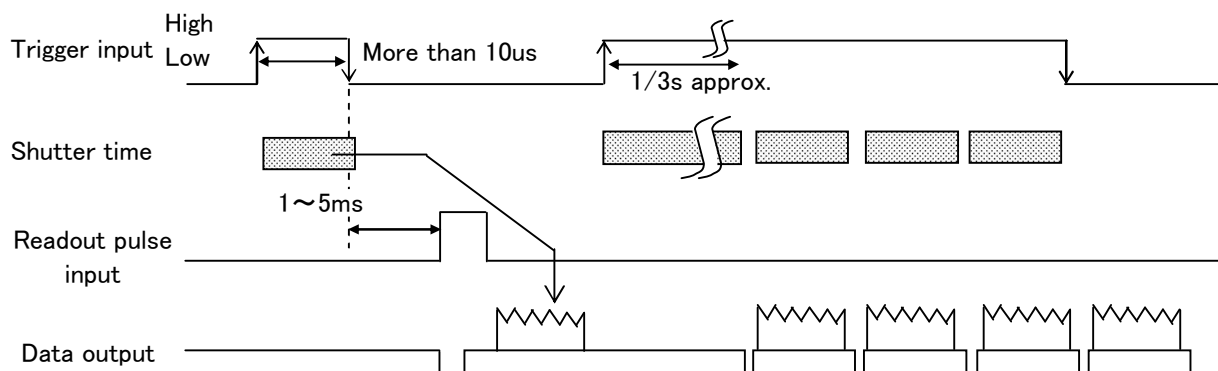 High
Trigger input
Low
More than 10us
1/3s approx.
Shutter time
1～5ms
Readout pulse
input
Data output